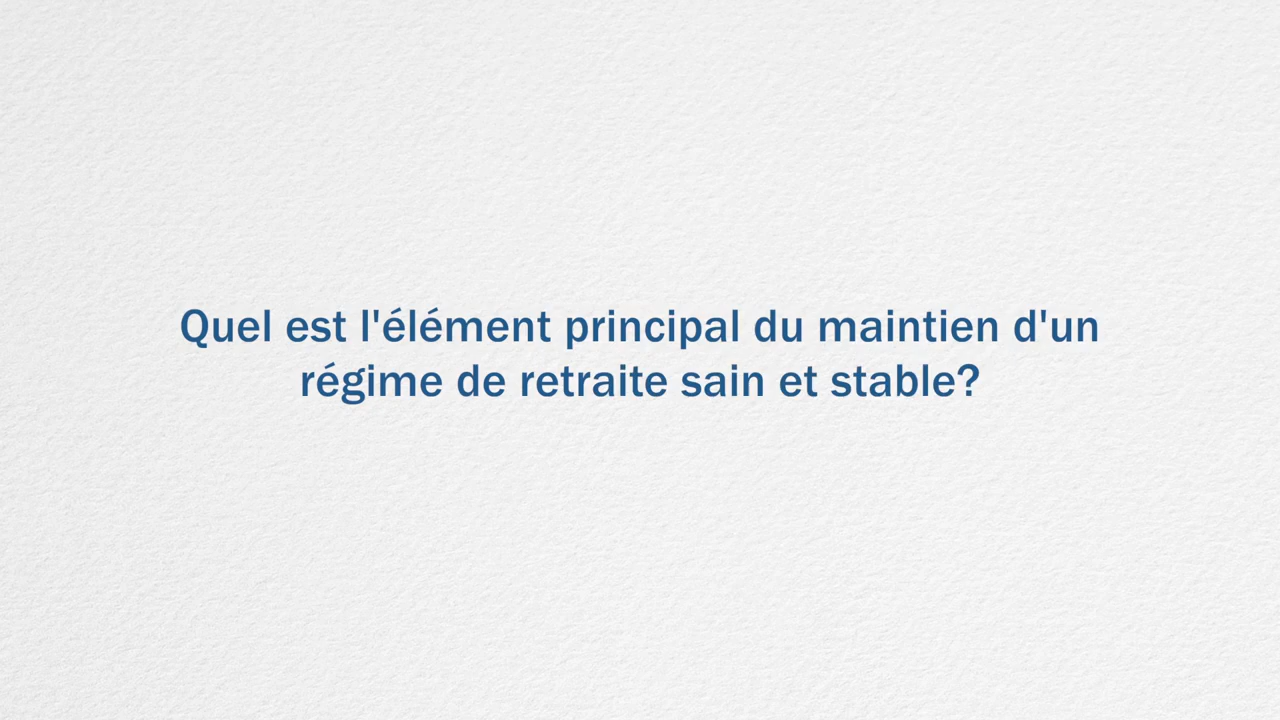 Quel est l'élément principal du maintien d'un
régime de retraite sain et stable?